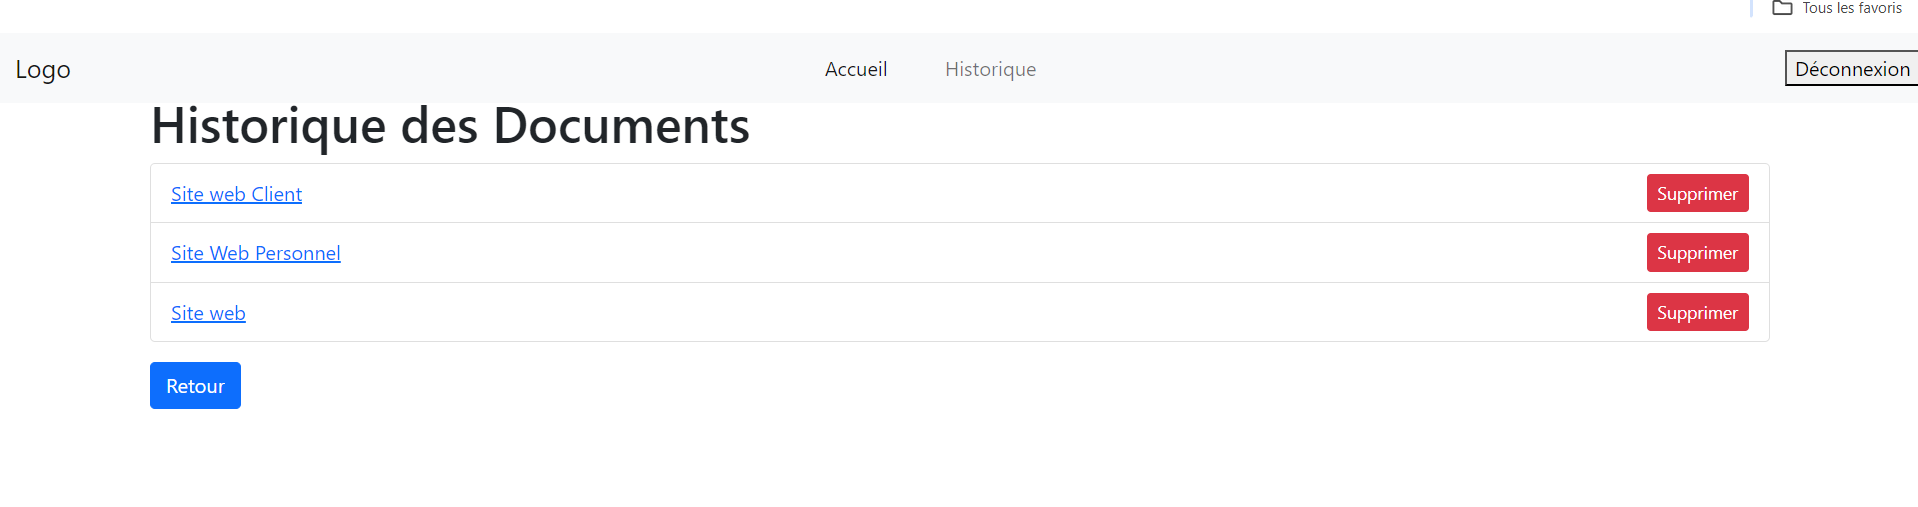 Tous les favoris
Logo Accueil Historique Déconnexion
Historique des Documents
Site web Client Supprimer
Site Web Personnel Supprimer
Site web Supprimer
Retour